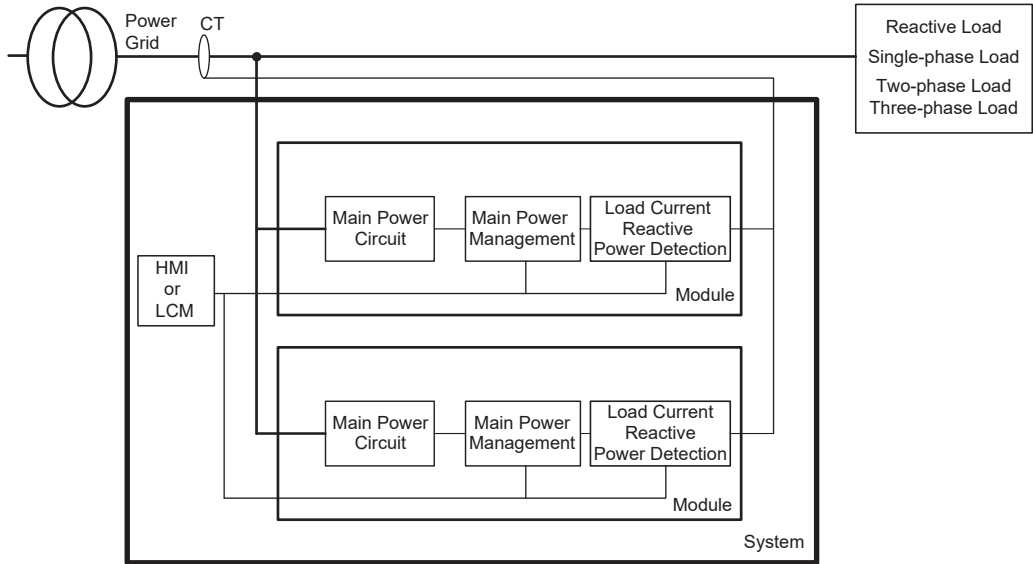 Power
Grid
CT
Reactive Load
Single-phase Load
Two-phase Load
Three-phase Load
Main Power
Circuit
Main Power
Management
Load Current
Reactive
Power Detection
Module
HMI
or
LCM
Main Power
Circuit
Main Power
Management
Load Current
Reactive
Power Detection
Module
System